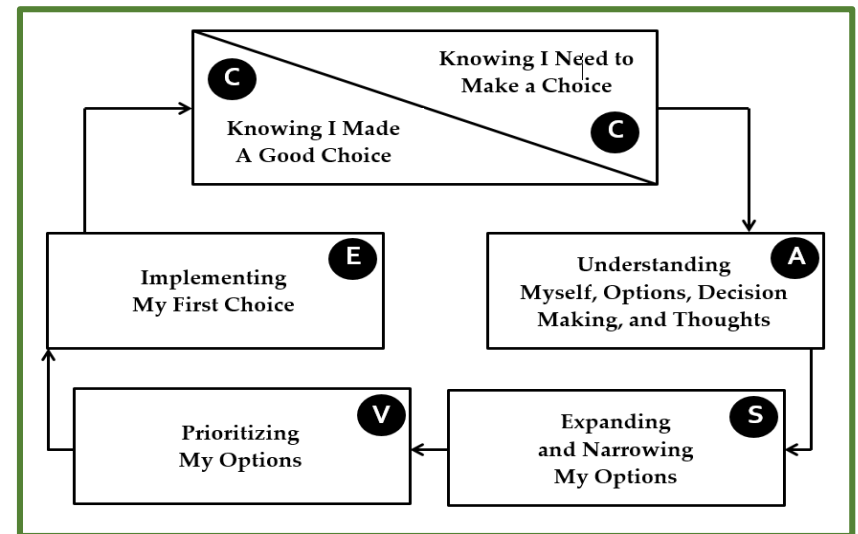 Knowing I Need to
Make a Choice
C
C
Knowing I Made
A Good Choice
A
Understanding
Myself, Options, Decision
Making, and Thoughts
S
Expanding
and Narrowing
My Options
V
Prioritizing
My Options
E
Implementing
My First Choice